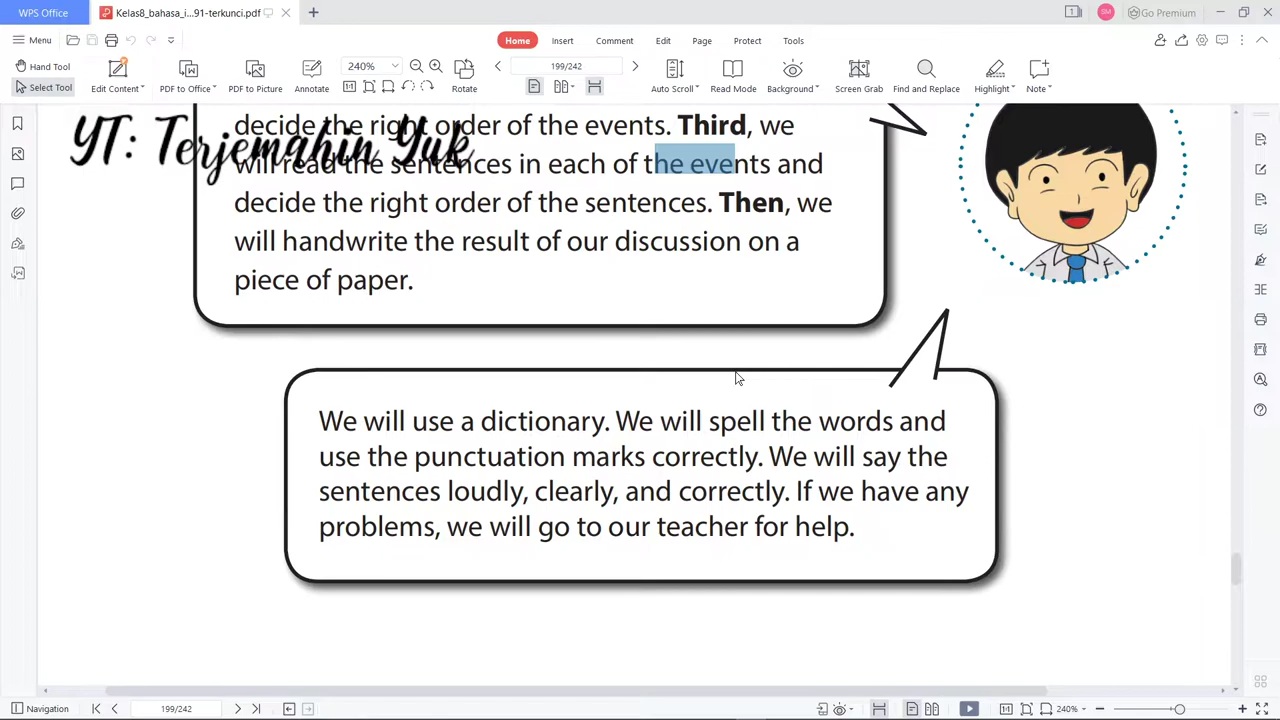 WPS Office
Kelas8_bahasa_i...91-terkunci.pdf
SM
Go Premium
Menu
Home
Insert
Comment
Edit
Page
Protect
Tools
Hand Tool
Select Tool
Edit Content
PDF to Office
PDF to Picture
Annotate
240%
Rotate
199/242
Auto Scroll
Read Mode
Background
Screen Grab
Find and Replace
Highlight
Note
YT: Terjemahin Yuk
decide the right order of the events. Third, we
will read the sentences in each of the events and
decide the right order of the sentences. Then, we
will handwrite the result of our discussion on a
piece of paper.
We will use a dictionary. We will spell the words and
use the punctuation marks correctly. We will say the
sentences loudly, clearly, and correctly. If we have any
problems, we will go to our teacher for help.
Navigation
199/242
240%